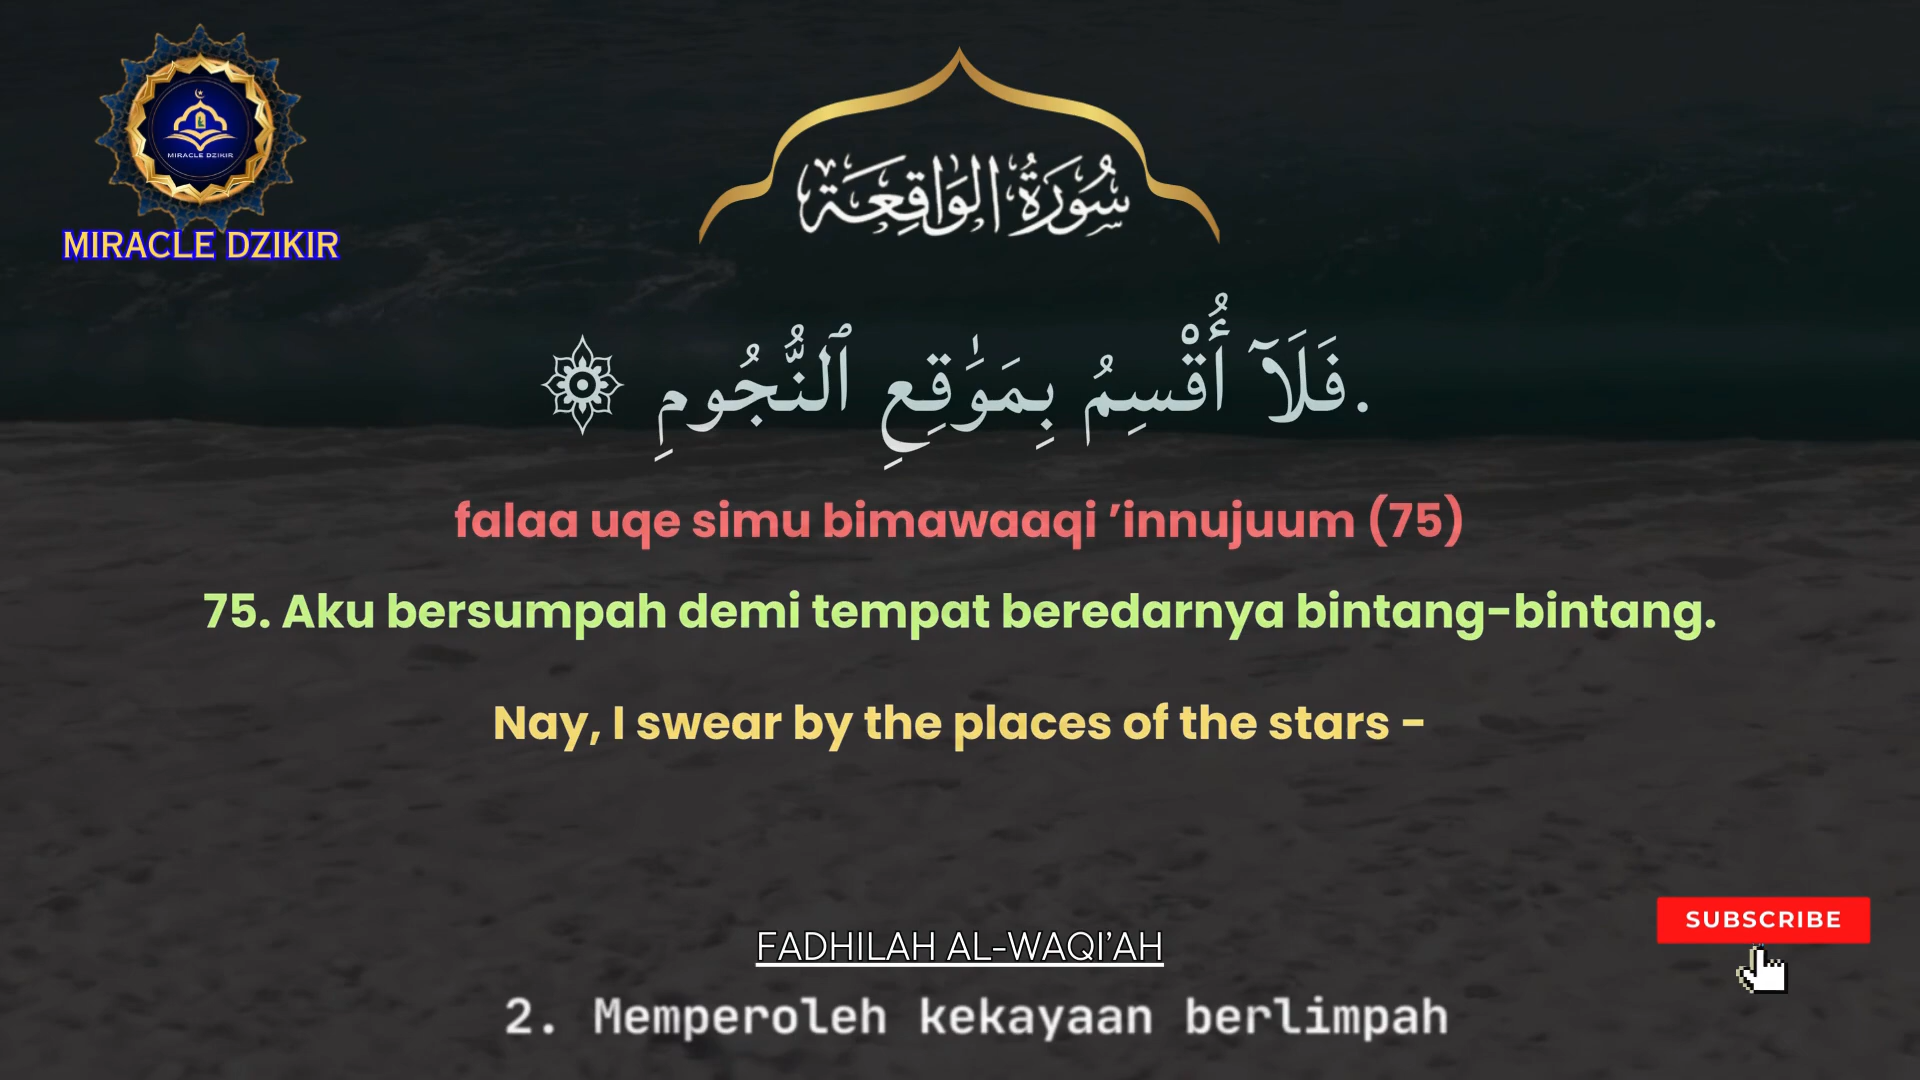 MIRACLE DZIKIR
MIRACLE DZIKIR
سُورَةُ الوَاقِعَة
فَلَآ أُقْسِمُ بِمَوَٰقِعِ ٱلنُّجُومِ ۞.
falaa uqe simu bimawaaqi ’innujuum (75)
75. Aku bersumpah demi tempat beredarnya bintang-bintang.
Nay, I swear by the places of the stars -
SUBSCRIBE
FADHILAH AL-WAQI’AH
2. Memperoleh kekayaan berlimpah